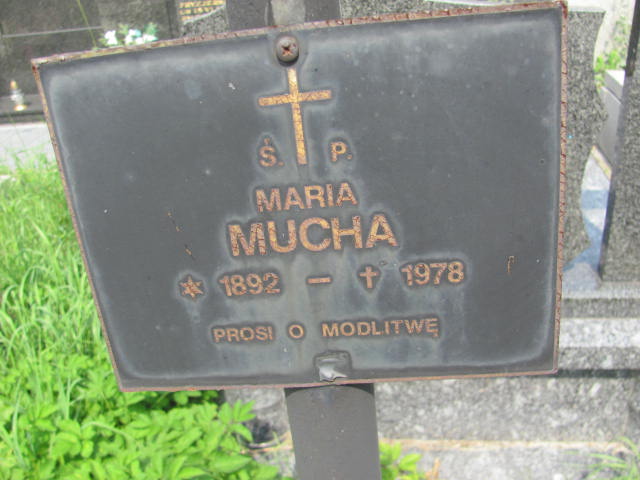 Ś. P.
MARIA
MUCHA
* 1892 – † 1978
PROSI O MODLITWĘ